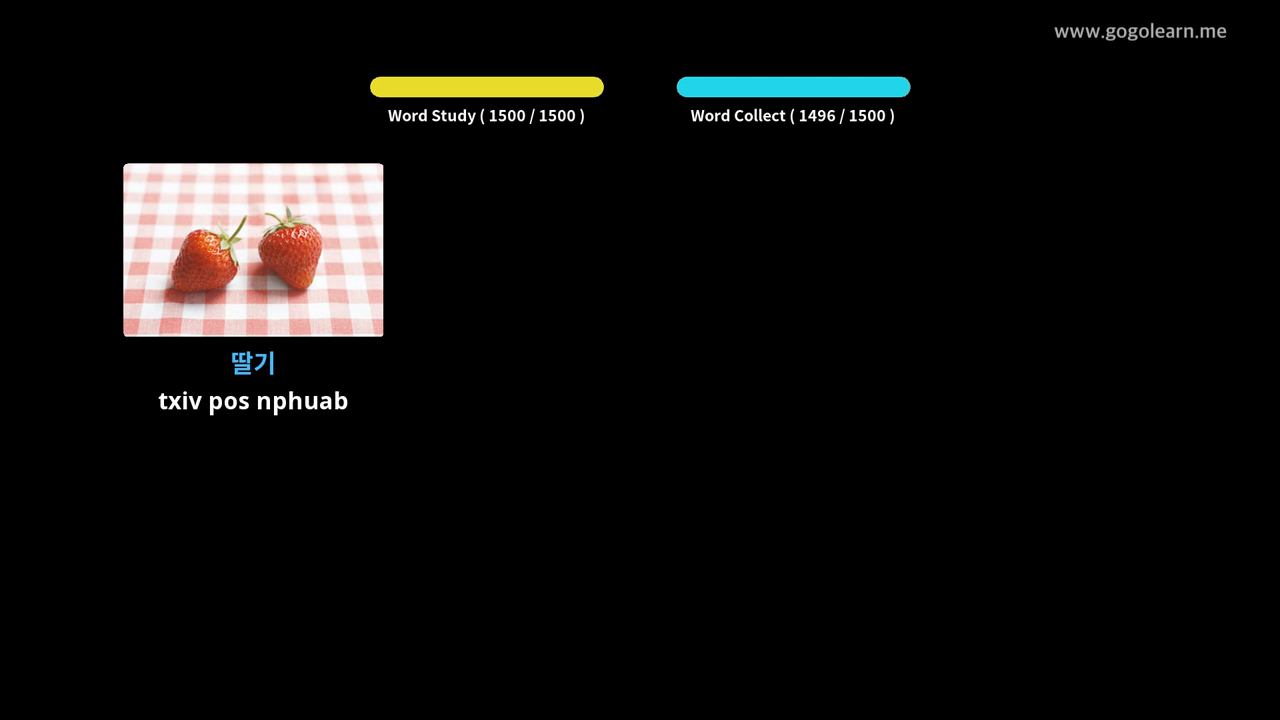 www.gogolearn.me
Word Study ( 1500 / 1500 )
Word Collect ( 1496 / 1500 )
딸기
txiv pos nphuab